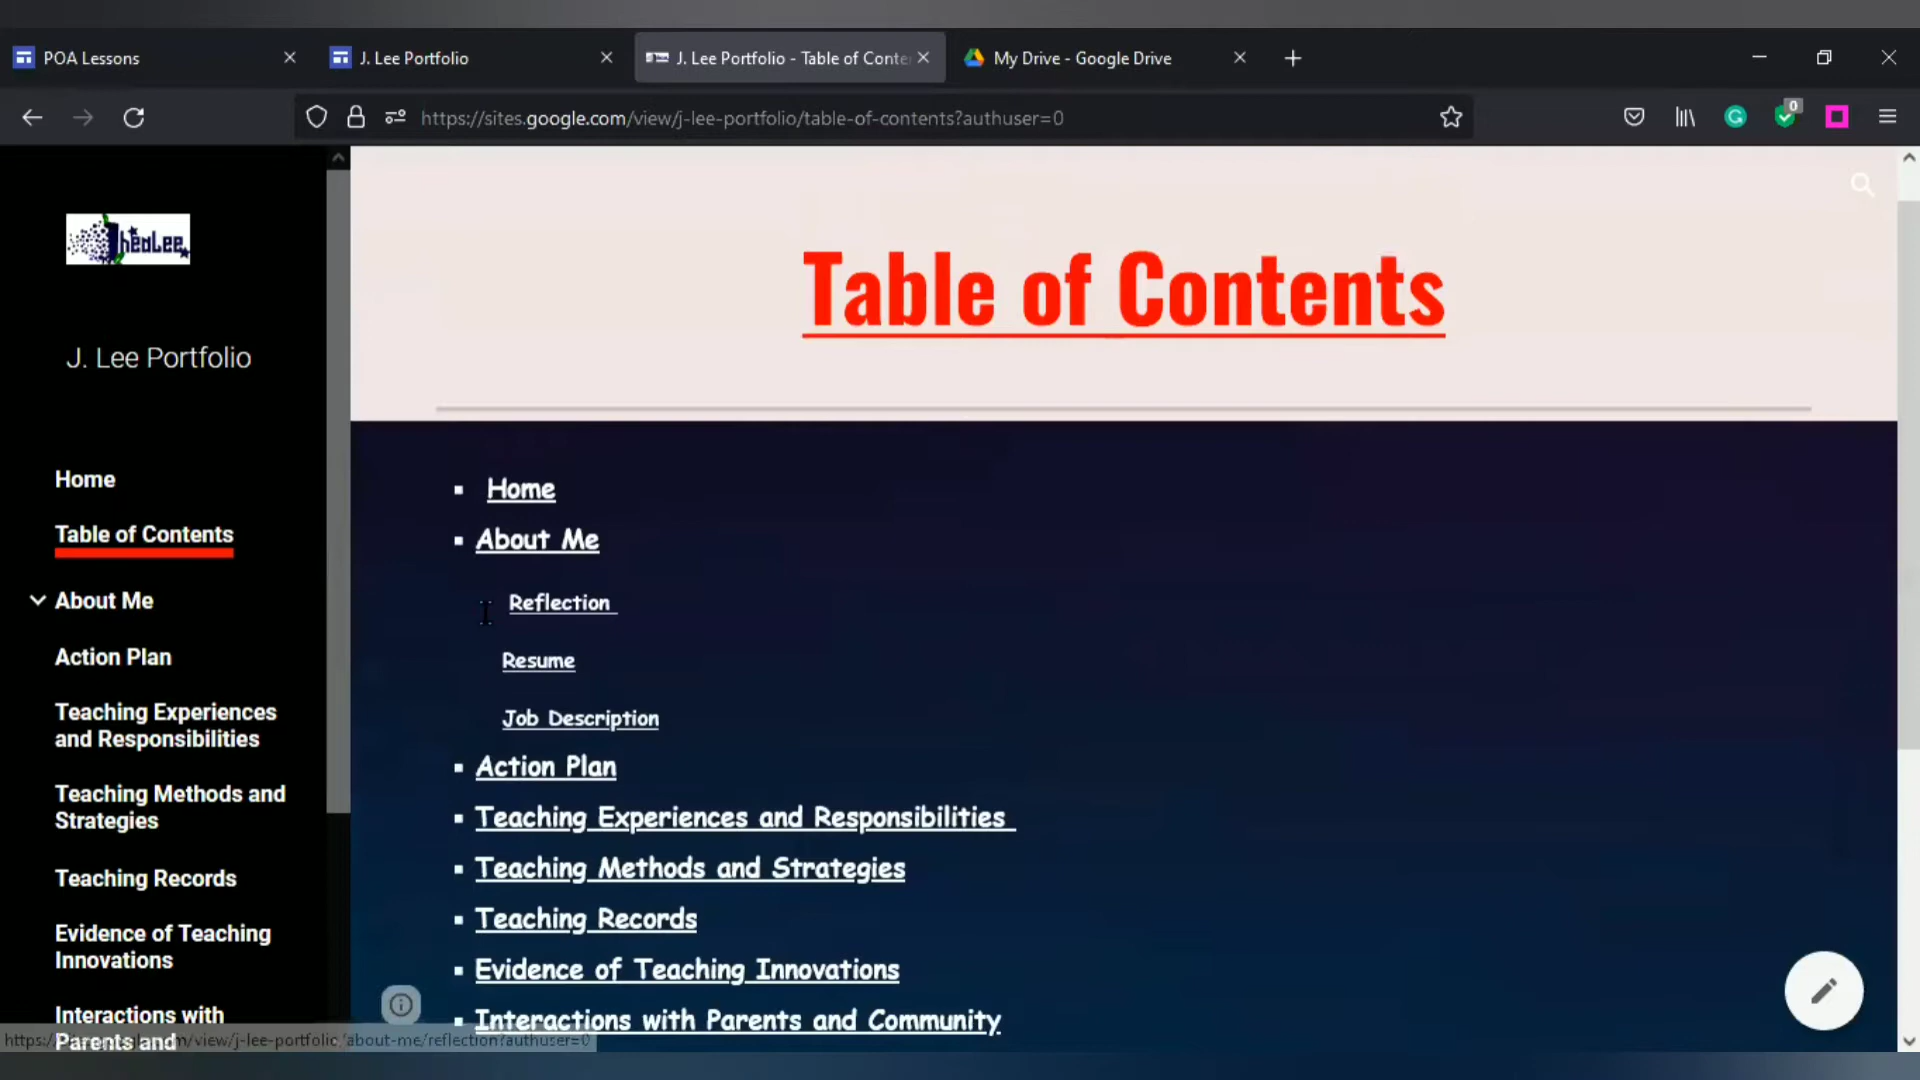 POA Lessons
J. Lee Portfolio
J. Lee Portfolio - Table of Conte
My Drive - Google Drive
https://sites.google.com/view/j-lee-portfolio/table-of-contents?authuser=0
0
heoLee
J. Lee Portfolio
Home
Table of Contents
About Me
Action Plan
Teaching Experiences
and Responsibilities
Teaching Methods and
Strategies
Teaching Records
Evidence of Teaching
Innovations
Interactions with
Parents and
Table of Contents
Home
About Me
Reflection
Resume
Job Description
Action Plan
Teaching Experiences and Responsibilities
Teaching Methods and Strategies
Teaching Records
Evidence of Teaching Innovations
Interactions with Parents and Community